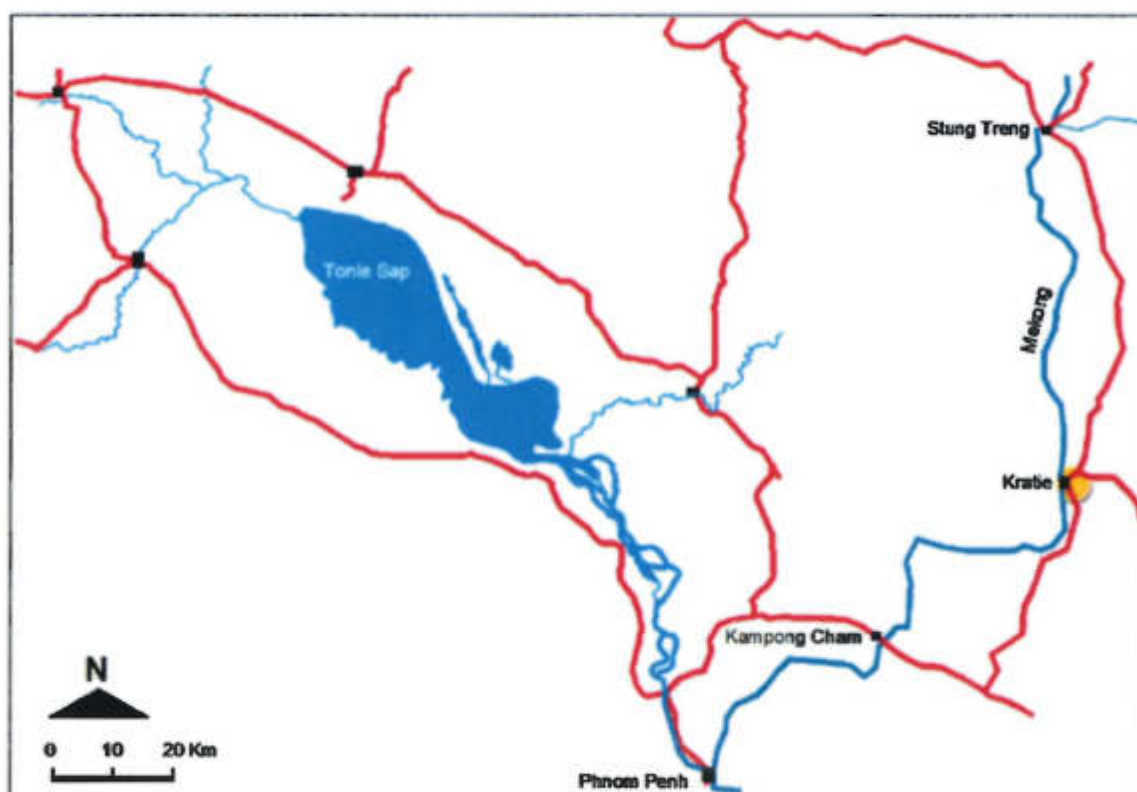 Stung Treng
Tonle Sap
Mekong
Kratie
Kampong Cham
N
0 10 20 Km
Phnom Penh